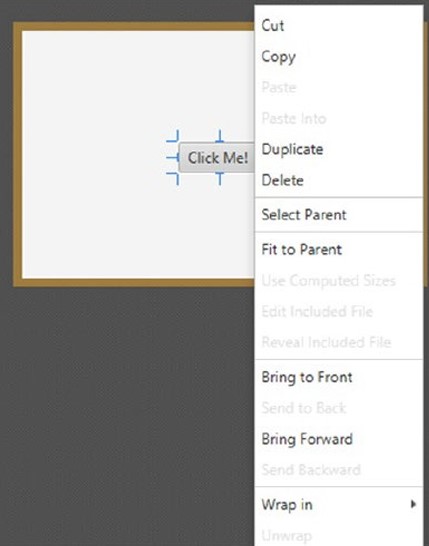 Click Me!
Cut
Copy
Paste
Paste Into
Duplicate
Delete
Select Parent
Fit to Parent
Use Computed Sizes
Edit Included File
Reveal Included File
Bring to Front
Send to Back
Bring Forward
Send Backward
Wrap in
Unwrap